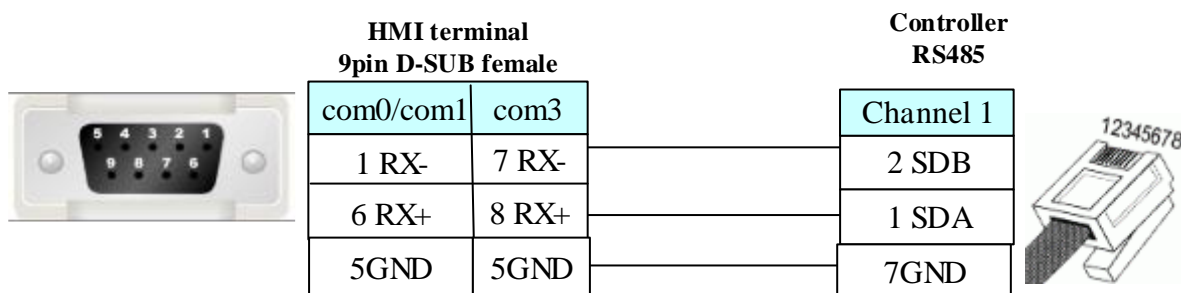 HMI terminal
9pin D-SUB female
Controller
RS485
com0/com1 com3
Channel 1
5 4 3 2 1
9 8 7 6
1 RX- 7 RX-
2 SDB
6 RX+ 8 RX+
1 SDA
5GND 5GND
7GND
12345678